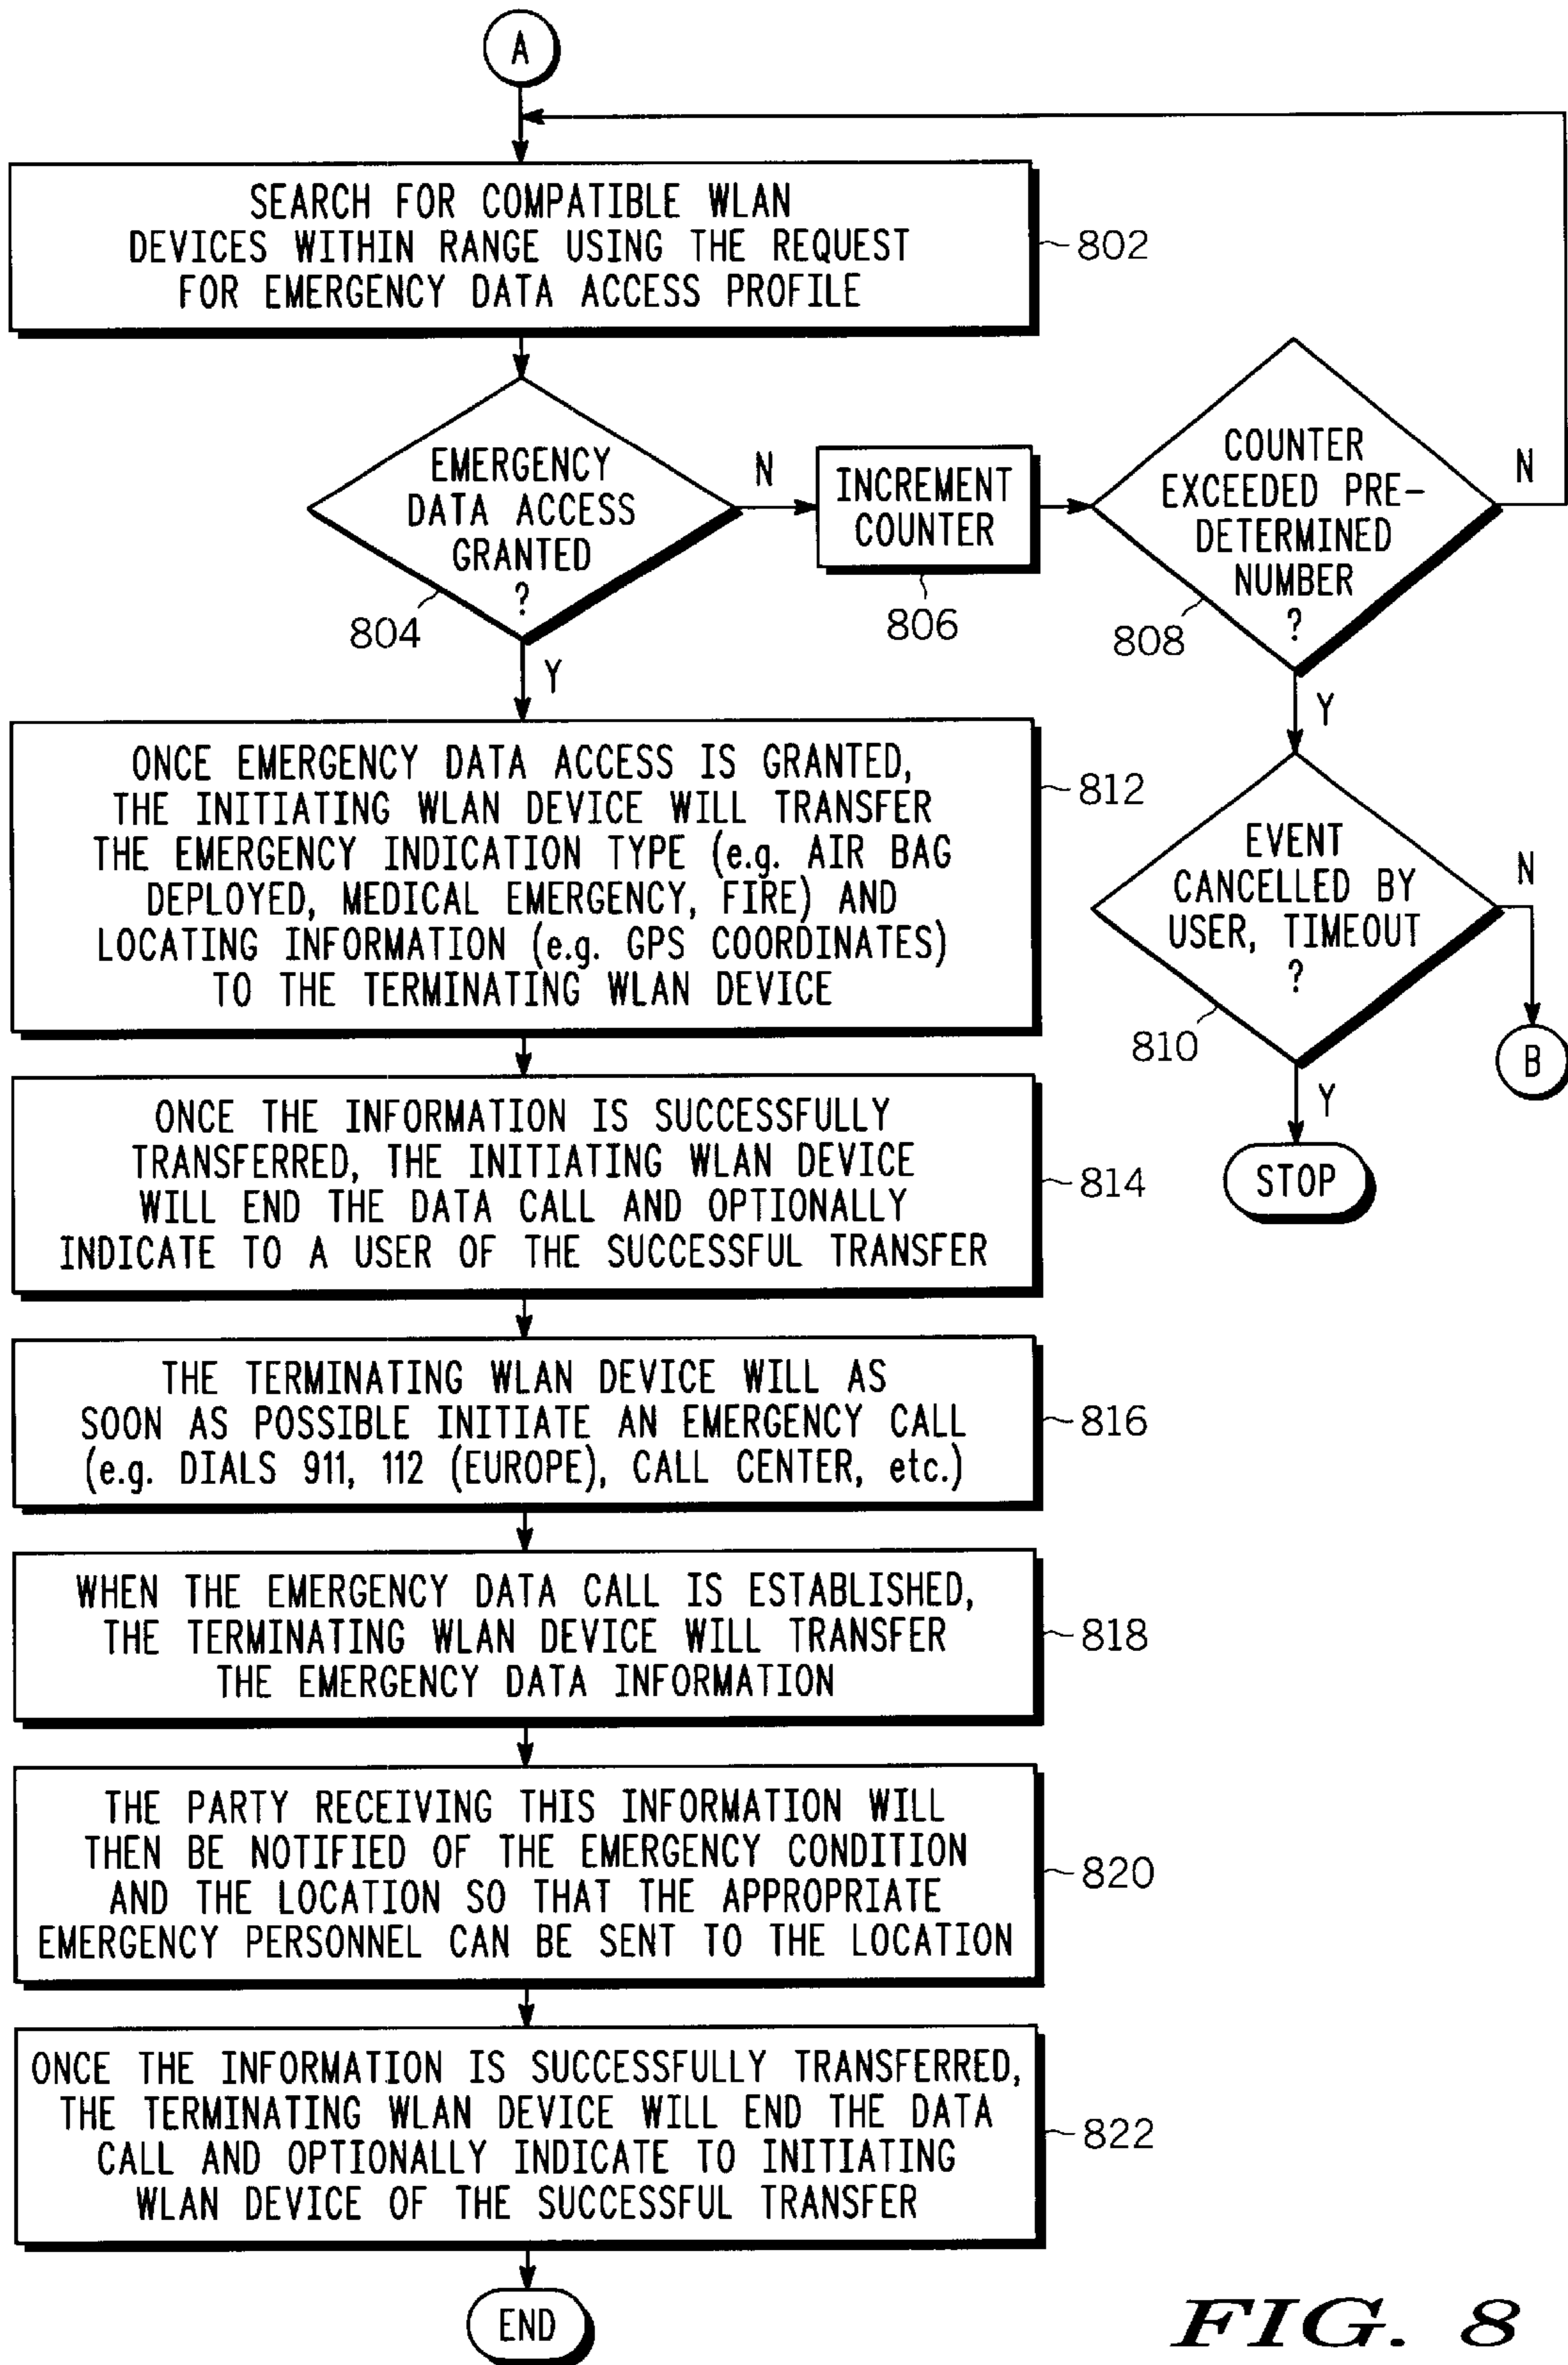 A
SEARCH FOR COMPATIBLE WLAN
DEVICES WITHIN RANGE USING THE REQUEST
FOR EMERGENCY DATA ACCESS PROFILE
802
EMERGENCY
DATA ACCESS
GRANTED
?
804
N
INCREMENT
COUNTER
806
COUNTER
EXCEEDED PRE-
DETERMINED
NUMBER
?
808
N
Y
Y
EVENT
CANCELLED BY
USER, TIMEOUT
?
810
N
B
Y
STOP
ONCE EMERGENCY DATA ACCESS IS GRANTED,
THE INITIATING WLAN DEVICE WILL TRANSFER
THE EMERGENCY INDICATION TYPE (e.g. AIR BAG
DEPLOYED, MEDICAL EMERGENCY, FIRE) AND
LOCATING INFORMATION (e.g. GPS COORDINATES)
TO THE TERMINATING WLAN DEVICE
812
ONCE THE INFORMATION IS SUCCESSFULLY
TRANSFERRED, THE INITIATING WLAN DEVICE
WILL END THE DATA CALL AND OPTIONALLY
INDICATE TO A USER OF THE SUCCESSFUL TRANSFER
814
THE TERMINATING WLAN DEVICE WILL AS
SOON AS POSSIBLE INITIATE AN EMERGENCY CALL
(e.g. DIALS 911, 112 (EUROPE), CALL CENTER, etc.)
816
WHEN THE EMERGENCY DATA CALL IS ESTABLISHED,
THE TERMINATING WLAN DEVICE WILL TRANSFER
THE EMERGENCY DATA INFORMATION
818
THE PARTY RECEIVING THIS INFORMATION WILL
THEN BE NOTIFIED OF THE EMERGENCY CONDITION
AND THE LOCATION SO THAT THE APPROPRIATE
EMERGENCY PERSONNEL CAN BE SENT TO THE LOCATION
820
ONCE THE INFORMATION IS SUCCESSFULLY TRANSFERRED,
THE TERMINATING WLAN DEVICE WILL END THE DATA
CALL AND OPTIONALLY INDICATE TO INITIATING
WLAN DEVICE OF THE SUCCESSFUL TRANSFER
822
END
FIG. 8